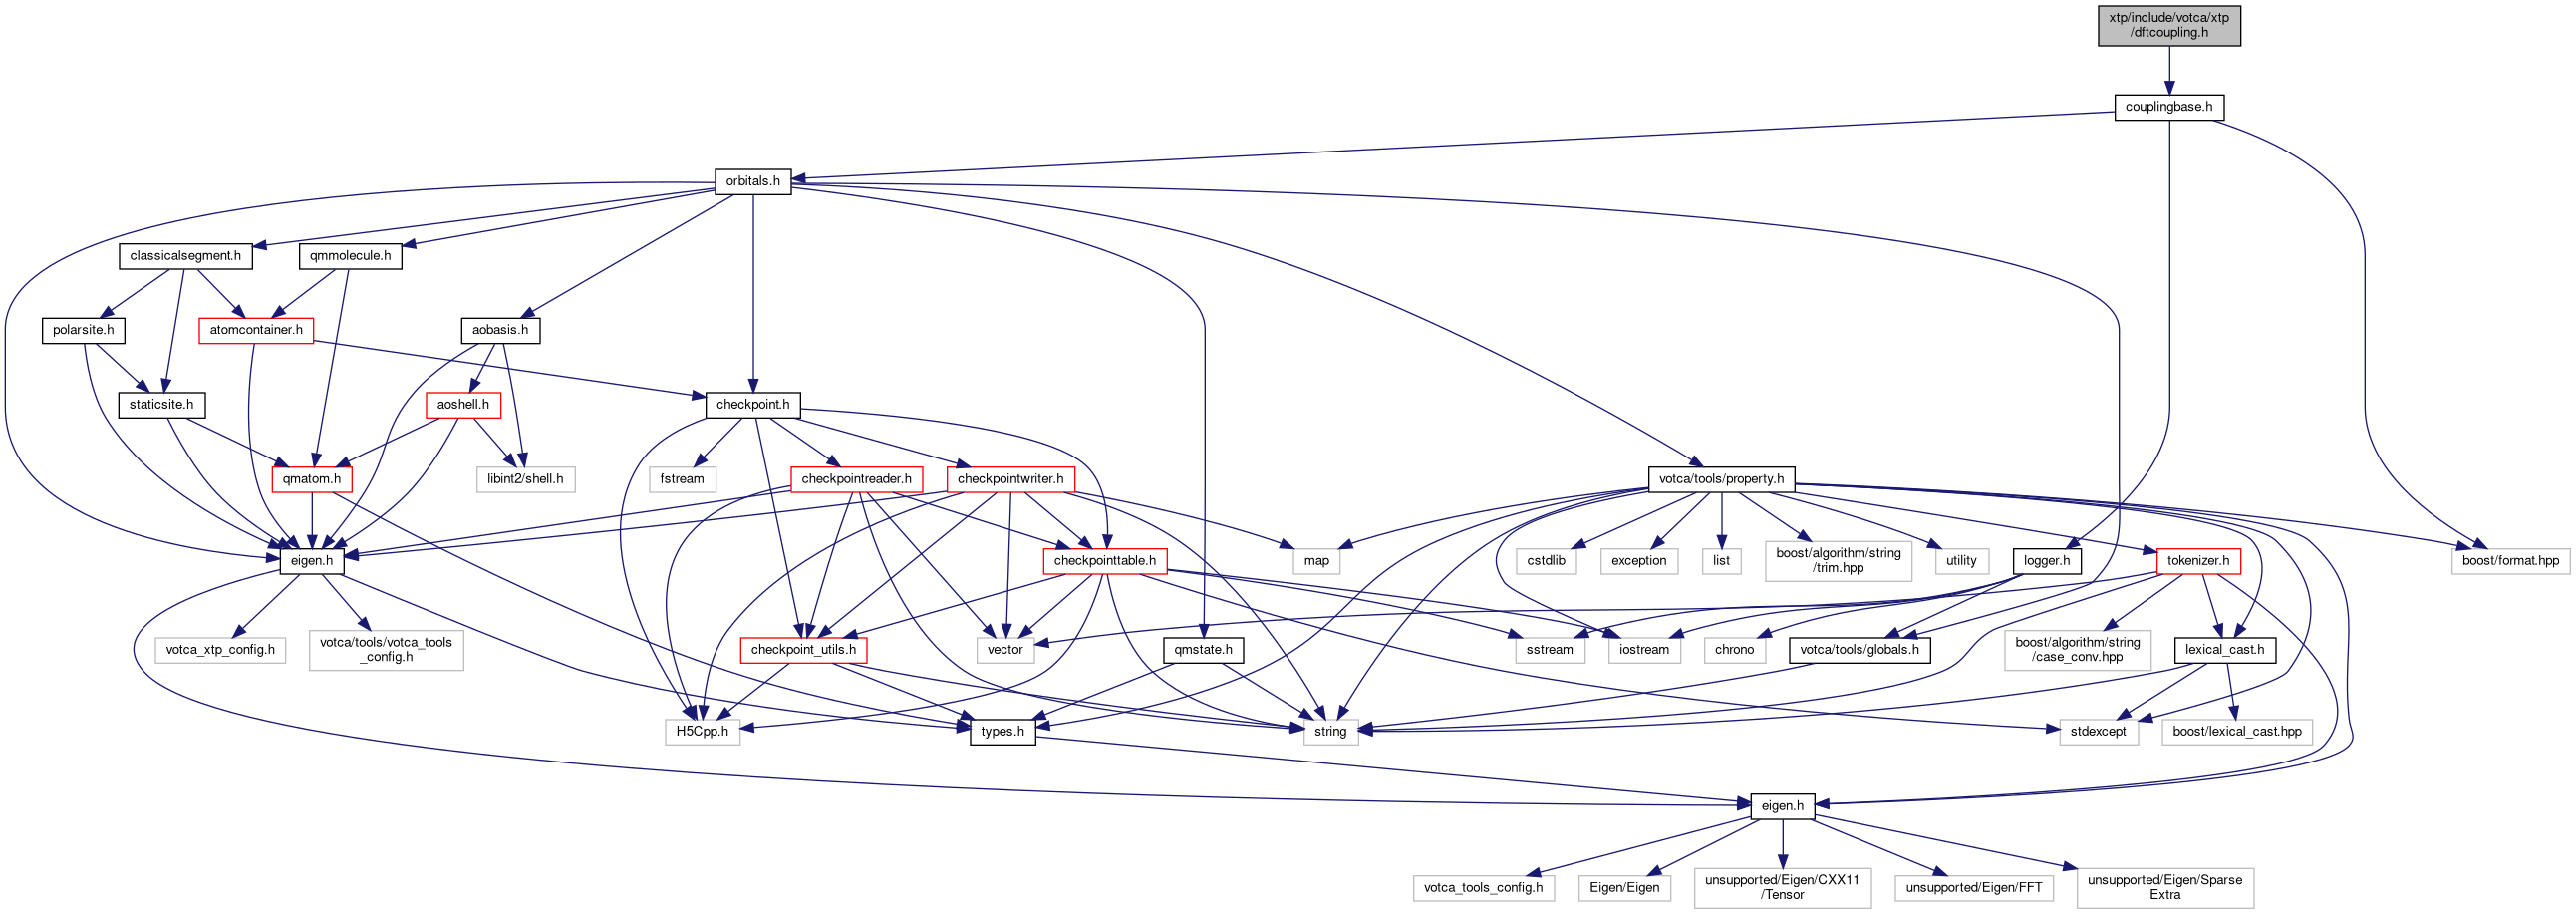 xtp/include/votca/xtp
/dftcoupling.h
couplingbase.h
orbitals.h
classicalsegment.h
qmmolecule.h
polarsite.h
atomcontainer.h
aobasis.h
staticsite.h
aoshell.h
checkpoint.h
qmatom.h
libint2/shell.h
fstream
checkpointreader.h
checkpointwriter.h
votca/tools/property.h
eigen.h
checkpointtable.h
map
cstdlib
exception
list
boost/algorithm/string
/trim.hpp
utility
logger.h
tokenizer.h
boost/format.hpp
votca_xtp_config.h
votca/tools/votca_tools
_config.h
checkpoint_utils.h
vector
qmstate.h
sstream
iostream
chrono
votca/tools/globals.h
boost/algorithm/string
/case_conv.hpp
lexical_cast.h
H5Cpp.h
types.h
string
stdexcept
boost/lexical_cast.hpp
eigen.h
votca_tools_config.h
Eigen/Eigen
unsupported/Eigen/CXX11
/Tensor
unsupported/Eigen/FFT
unsupported/Eigen/Sparse
Extra